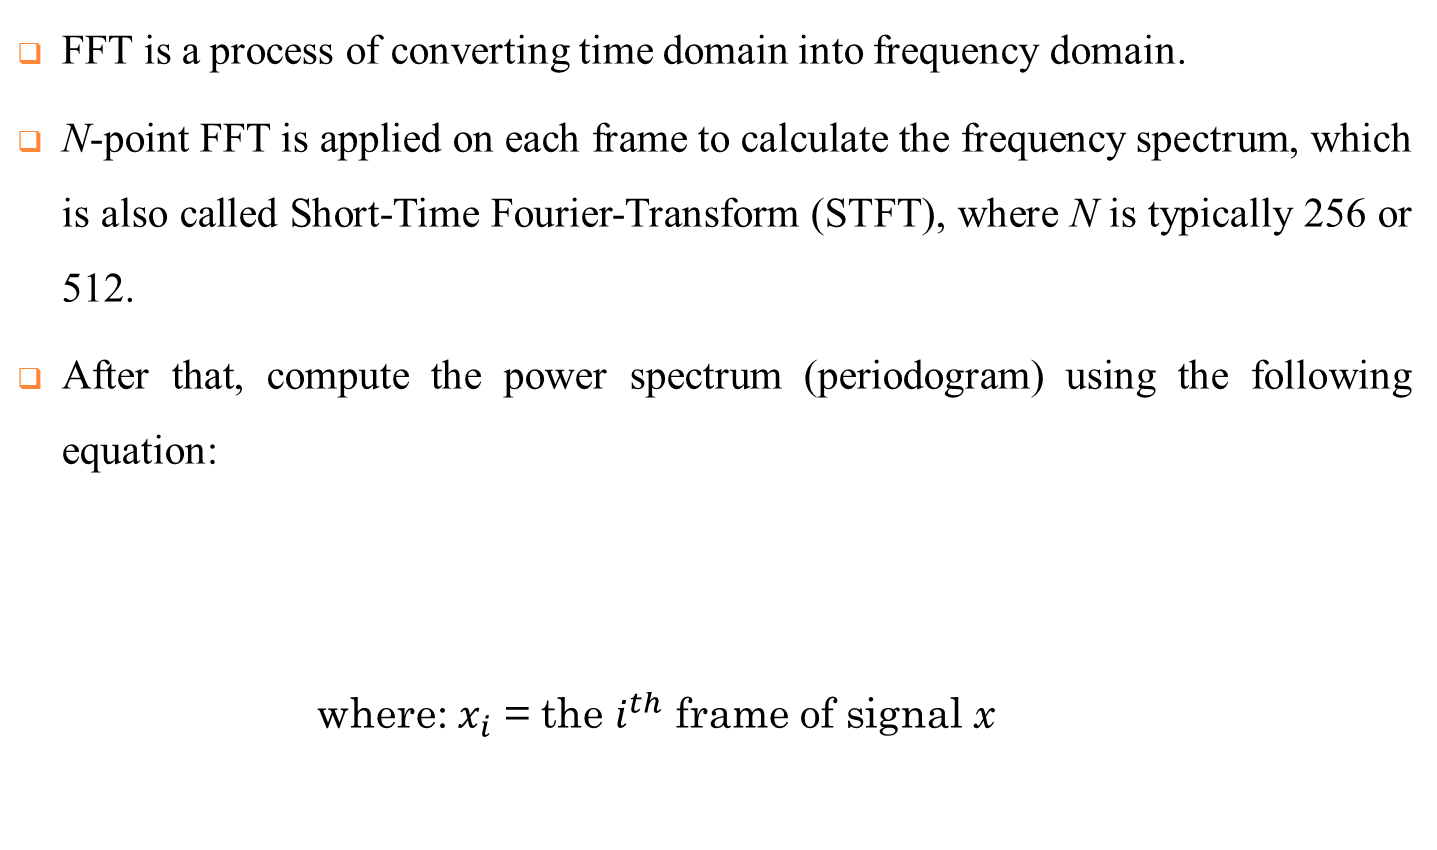 ❑ FFT is a process of converting time domain into frequency domain.
❑ N-point FFT is applied on each frame to calculate the frequency spectrum, which
is also called Short-Time Fourier-Transform (STFT), where N is typically 256 or
512.
❑ After that, compute the power spectrum (periodogram) using the following
equation:
where: xᵢ = the iᵗʰ frame of signal x